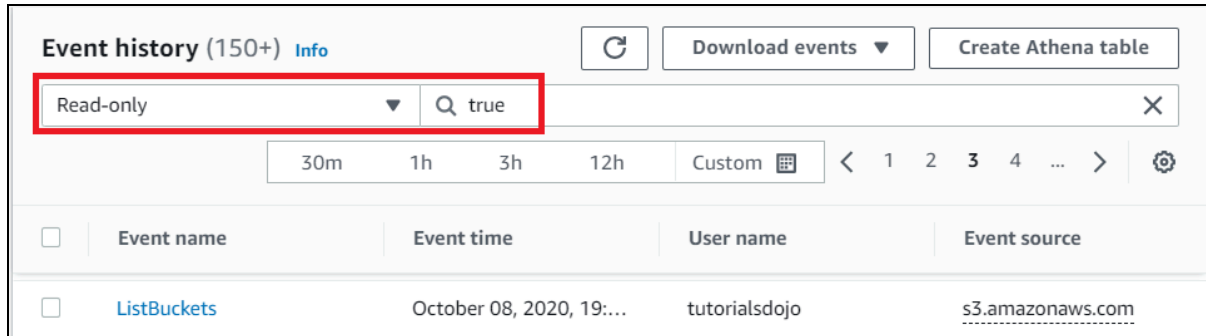 Event history (150+) Info
Download events
Create Athena table
Read-only
true
30m 1h 3h 12h Custom 1 2 3 4 ...
Event name Event time User name Event source
ListBuckets October 08, 2020, 19:... tutorialsdojo s3.amazonaws.com